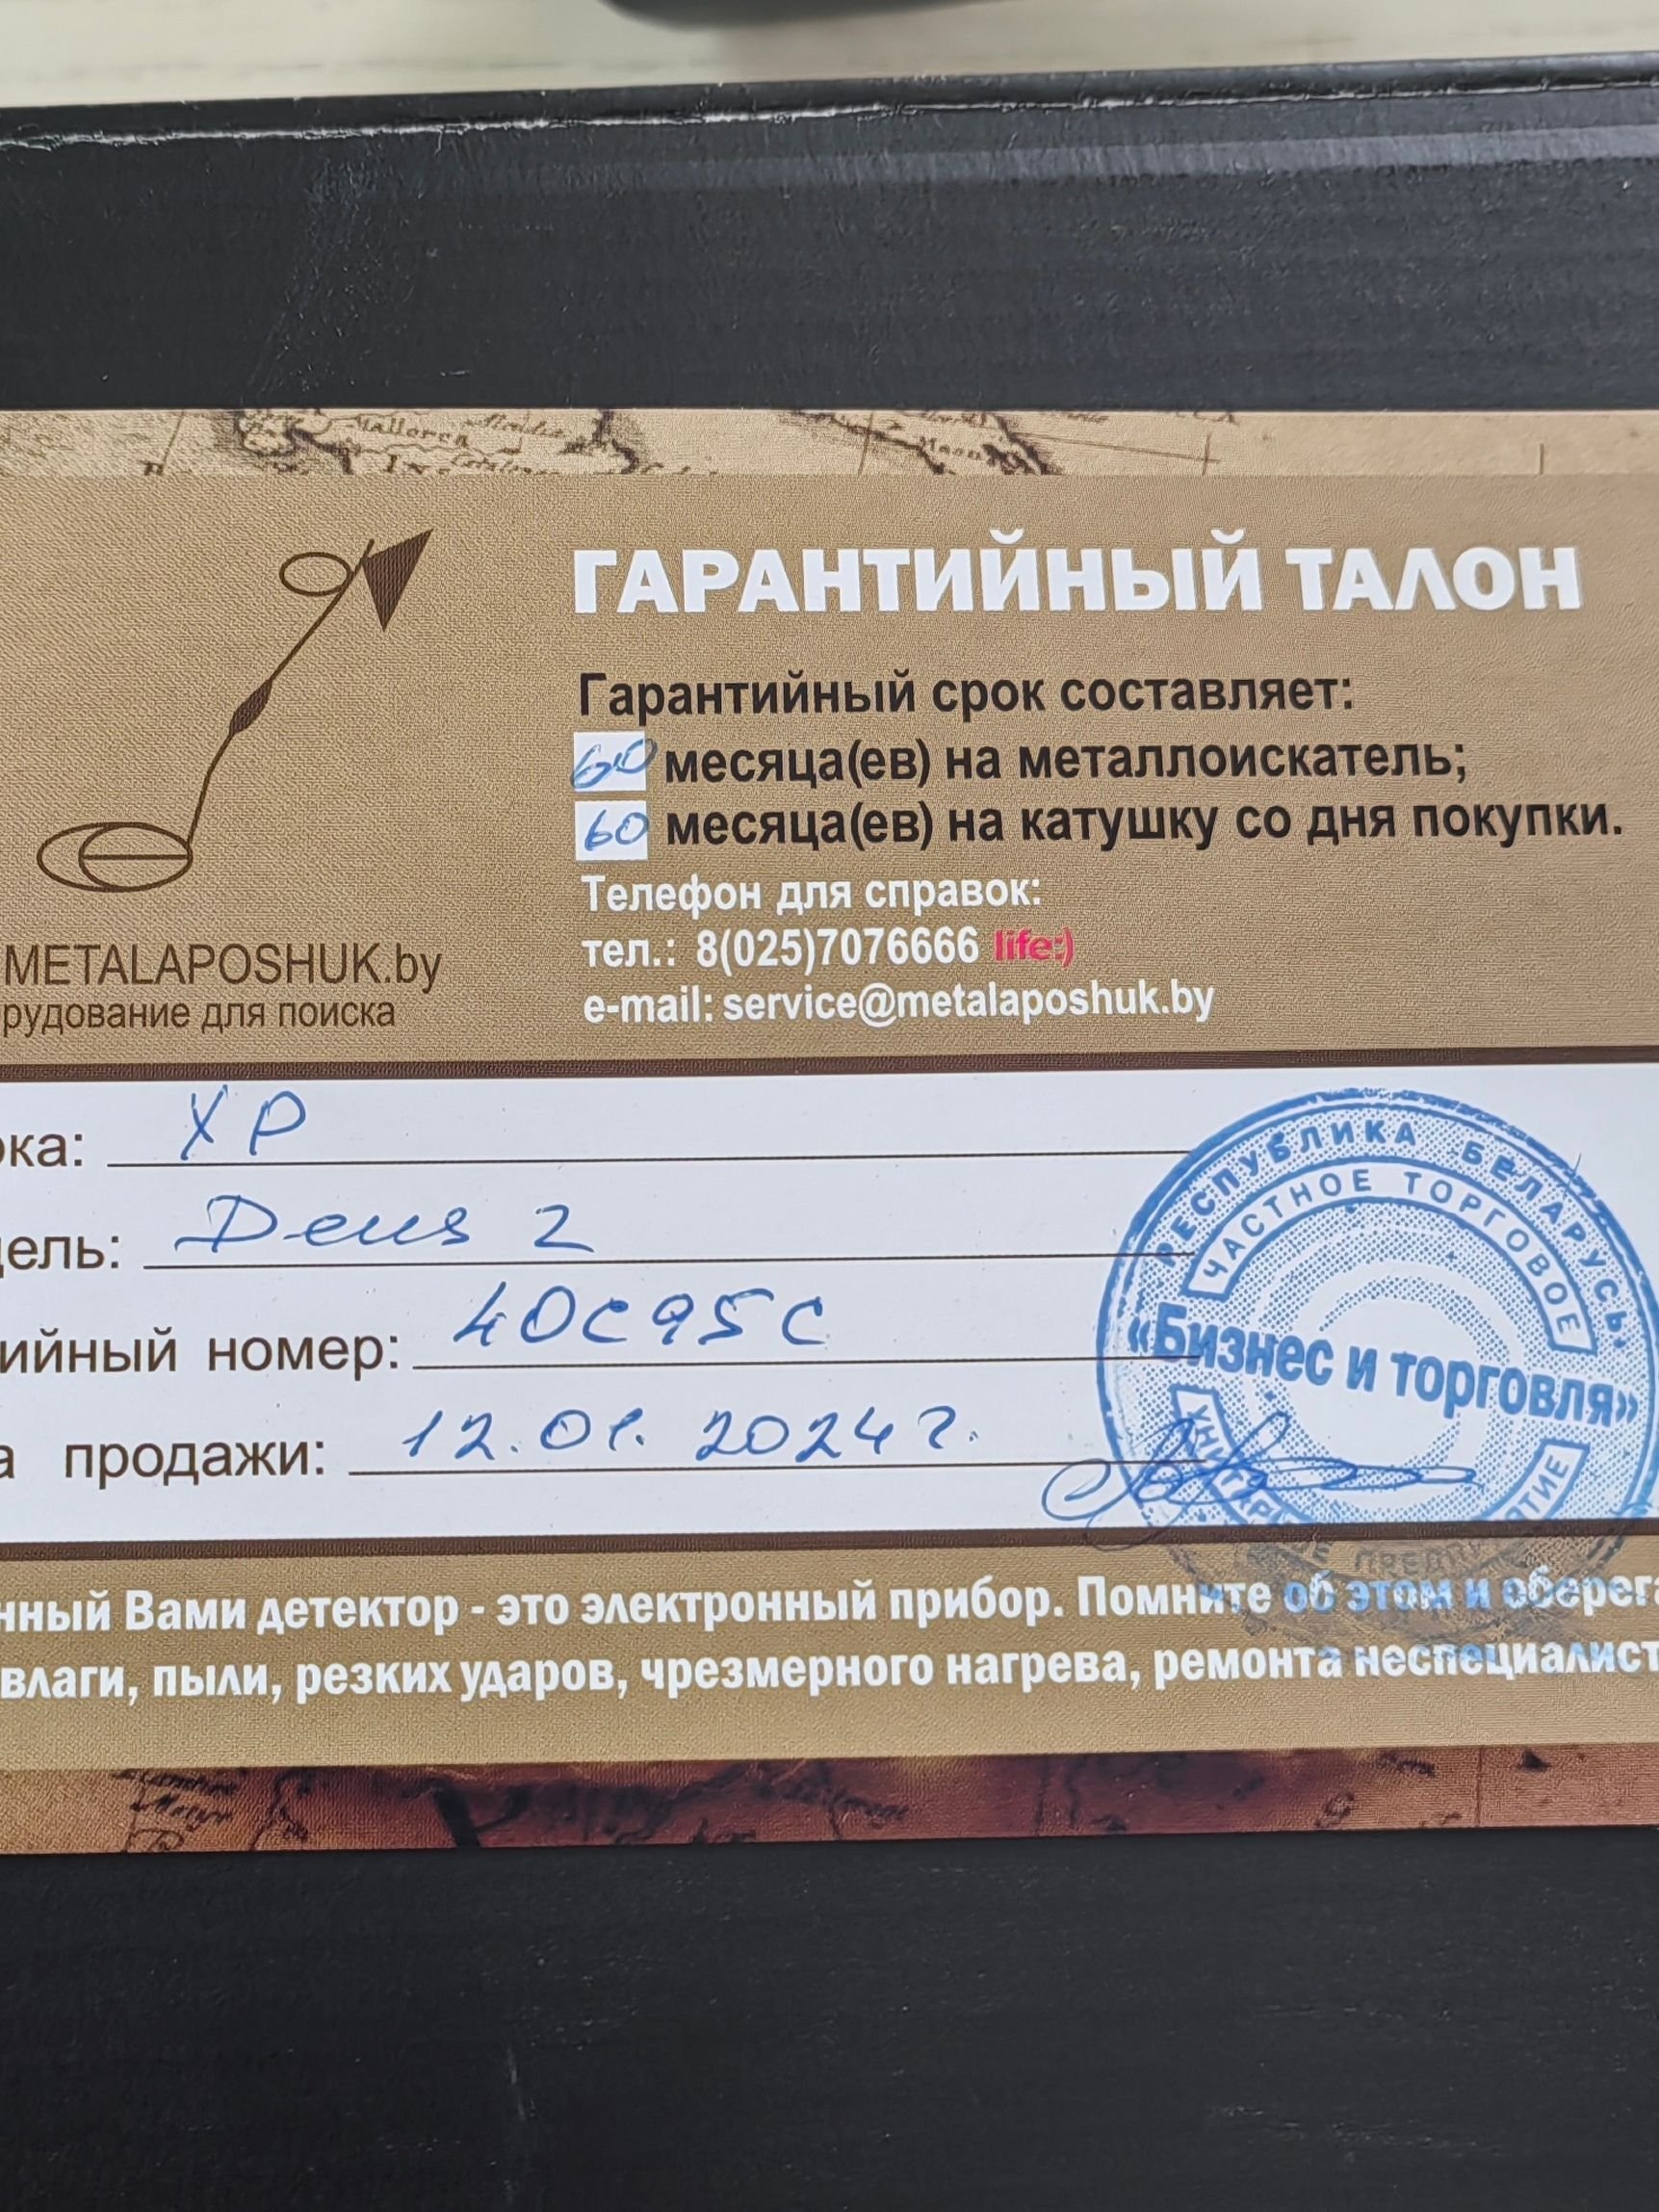 Mallorca
ГАРАНТИЙНЫЙ ТАЛОН
Гарантийный срок составляет:
60 месяца(ев) на металлоискатель;
60 месяца(ев) на катушку со дня покупки.
Телефон для справок:
тел.: 8(025)7076666 life:)
e-mail: service@metalaposhuk.by
METALAPOSHUK.by
рудование для поиска
рка: XP
дель: Deus 2
ийный номер: 40C95C
а продажи: 12.01.2024г.
РЕСПУБЛИКА БЕЛАРУСЬ
ЧАСТНОЕ ТОРГОВОЕ
«Бизнес и торговля»
нный Вами детектор - это электронный прибор. Помните об этом и оберега
влаги, пыли, резких ударов, чрезмерного нагрева, ремонта неспециалист